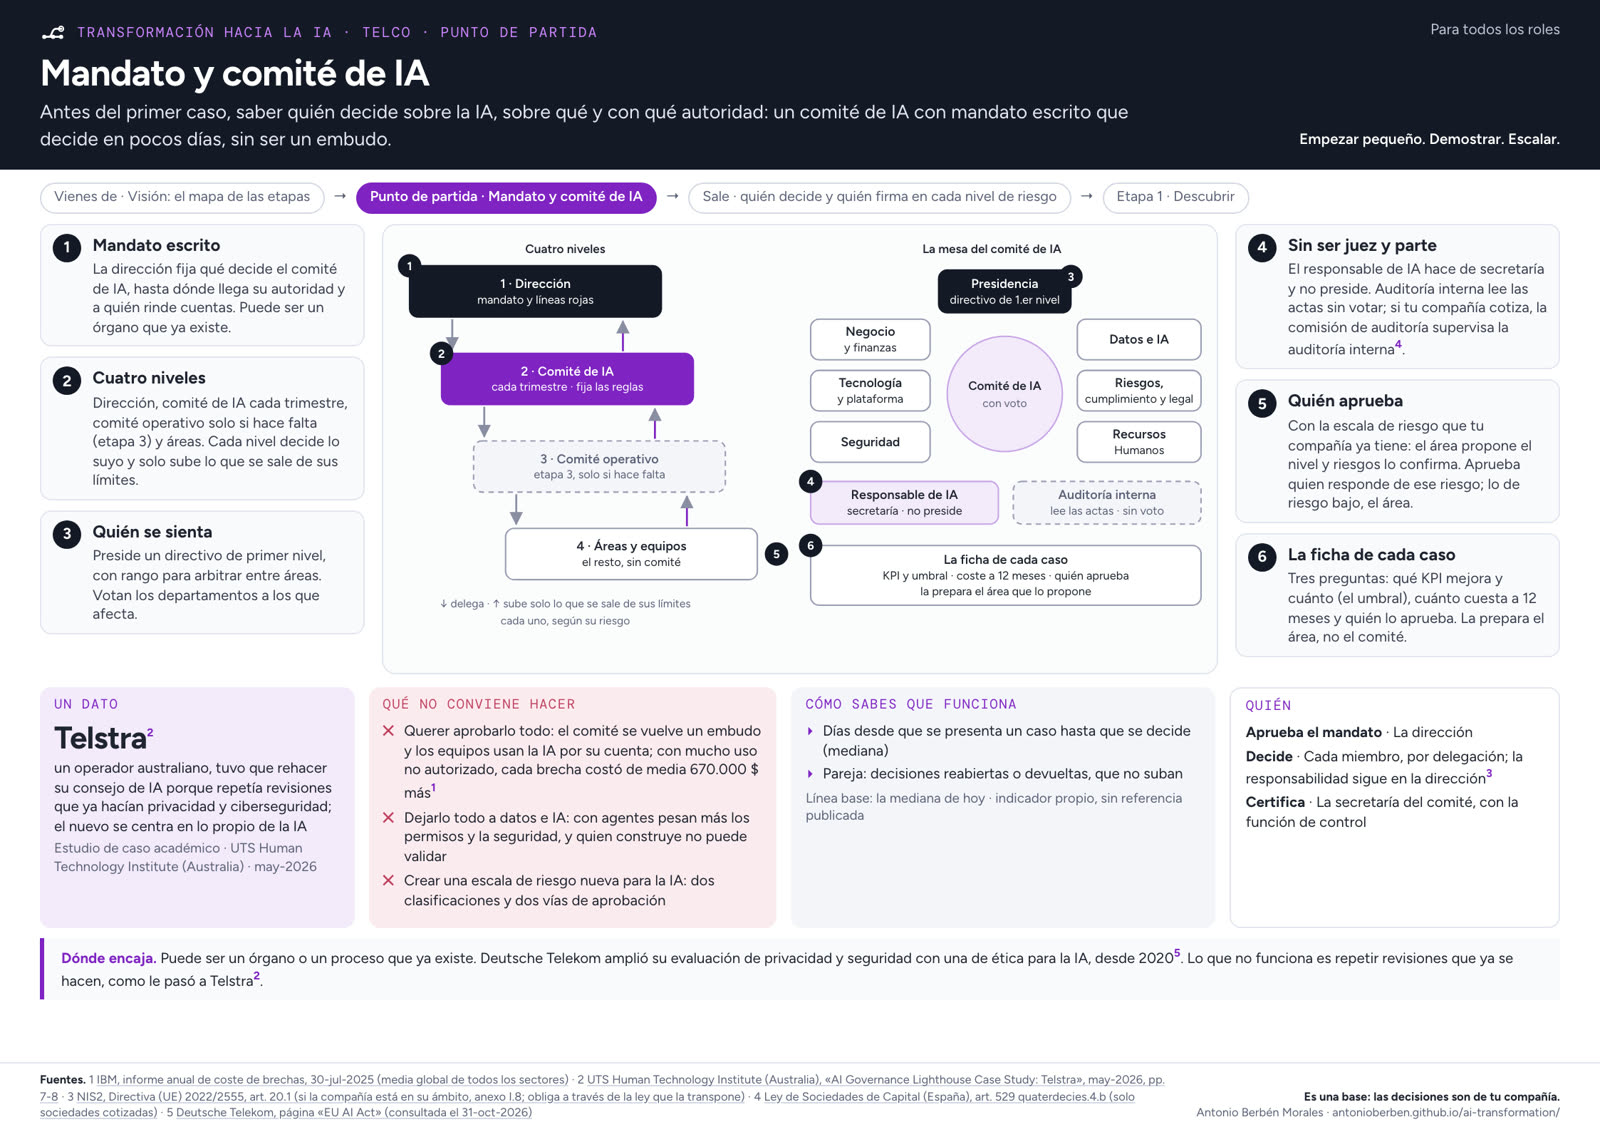 TRANSFORMACIÓN HACIA LA IA · TELCO · PUNTO DE PARTIDA
Para todos los roles
Mandato y comité de IA
Antes del primer caso, saber quién decide sobre la IA, sobre qué y con qué autoridad: un comité de IA con mandato escrito que
decide en pocos días, sin ser un embudo.
Empezar pequeño. Demostrar. Escalar.
Vienes de · Visión: el mapa de las etapas → Punto de partida · Mandato y comité de IA → Sale · quién decide y quién firma en cada nivel de riesgo → Etapa 1 · Descubrir
1 Mandato escrito
La dirección fija qué decide el comité
de IA, hasta dónde llega su autoridad y
a quién rinde cuentas. Puede ser un
órgano que ya existe.
2 Cuatro niveles
Dirección, comité de IA cada trimestre,
comité operativo solo si hace falta
(etapa 3) y áreas. Cada nivel decide lo
suyo y solo sube lo que se sale de sus
límites.
3 Quién se sienta
Preside un directivo de primer nivel,
con rango para arbitrar entre áreas.
Votan los departamentos a los que
afecta.
Cuatro niveles
1
1 · Dirección
mandato y líneas rojas
2
2 · Comité de IA
cada trimestre · fija las reglas
3 · Comité operativo
etapa 3, solo si hace falta
4 · Áreas y equipos
el resto, sin comité
5
↓ delega · ↑ sube solo lo que se sale de sus límites
cada uno, según su riesgo
La mesa del comité de IA
3
Presidencia
directivo de 1.er nivel
Negocio
y finanzas
Tecnología
y plataforma
Seguridad
Comité de IA
con voto
Datos e IA
Riesgos,
cumplimiento y legal
Recursos
Humanos
4
Responsable de IA
secretaría · no preside
Auditoría interna
lee las actas · sin voto
6
La ficha de cada caso
KPI y umbral · coste a 12 meses · quién aprueba
la prepara el área que lo propone
4 Sin ser juez y parte
El responsable de IA hace de secretaría
y no preside. Auditoría interna lee las
actas sin votar; si tu compañía cotiza, la
comisión de auditoría supervisa la
auditoría interna4.
5 Quién aprueba
Con la escala de riesgo que tu
compañía ya tiene: el área propone el
nivel y riesgos lo confirma. Aprueba
quien responde de ese riesgo; lo de
riesgo bajo, el área.
6 La ficha de cada caso
Tres preguntas: qué KPI mejora y
cuánto (el umbral), cuánto cuesta a 12
meses y quién lo aprueba. La prepara el
área, no el comité.
UN DATO
Telstra2
un operador australiano, tuvo que rehacer
su consejo de IA porque repetía revisiones
que ya hacían privacidad y ciberseguridad;
el nuevo se centra en lo propio de la IA
Estudio de caso académico · UTS Human
Technology Institute (Australia) · may-2026
QUÉ NO CONVIENE HACER
✕ Querer aprobarlo todo: el comité se vuelve un embudo
y los equipos usan la IA por su cuenta; con mucho uso
no autorizado, cada brecha costó de media 670.000 $
más1
✕ Dejarlo todo a datos e IA: con agentes pesan más los
permisos y la seguridad, y quien construye no puede
validar
✕ Crear una escala de riesgo nueva para la IA: dos
clasificaciones y dos vías de aprobación
CÓMO SABES QUE FUNCIONA
Días desde que se presenta un caso hasta que se decide
(mediana)
Pareja: decisiones reabiertas o devueltas, que no suban
Línea base: la mediana de hoy · indicador propio, sin referencia
publicada
QUIÉN
Aprueba el mandato · La dirección
Decide · Cada miembro, por delegación; la
responsabilidad sigue en la dirección3
Certifica · La secretaría del comité, con la
función de control
Dónde encaja. Puede ser un órgano o un proceso que ya existe. Deutsche Telekom amplió su evaluación de privacidad y seguridad con una de ética para la IA, desde 20205. Lo que no funciona es repetir revisiones que ya se
hacen, como le pasó a Telstra2.
Fuentes. 1 IBM, informe anual de coste de brechas, 30-jul-2025 (media global de todos los sectores) · 2 UTS Human Technology Institute (Australia), «AI Governance Lighthouse Case Study: Telstra», may-2026, pp.
7-8 · 3 NIS2, Directiva (UE) 2022/2555, art. 20.1 (si la compañía está en su ámbito, anexo I.8; obliga a través de la ley que la transpone) · 4 Ley de Sociedades de Capital (España), art. 529 quaterdecies.4.b (solo
sociedades cotizadas) · 5 Deutsche Telekom, página «EU AI Act» (consultada el 31-oct-2026)
Es una base: las decisiones son de tu compañía.
Antonio Berbén Morales · antonioberben.github.io/ai-transformation/